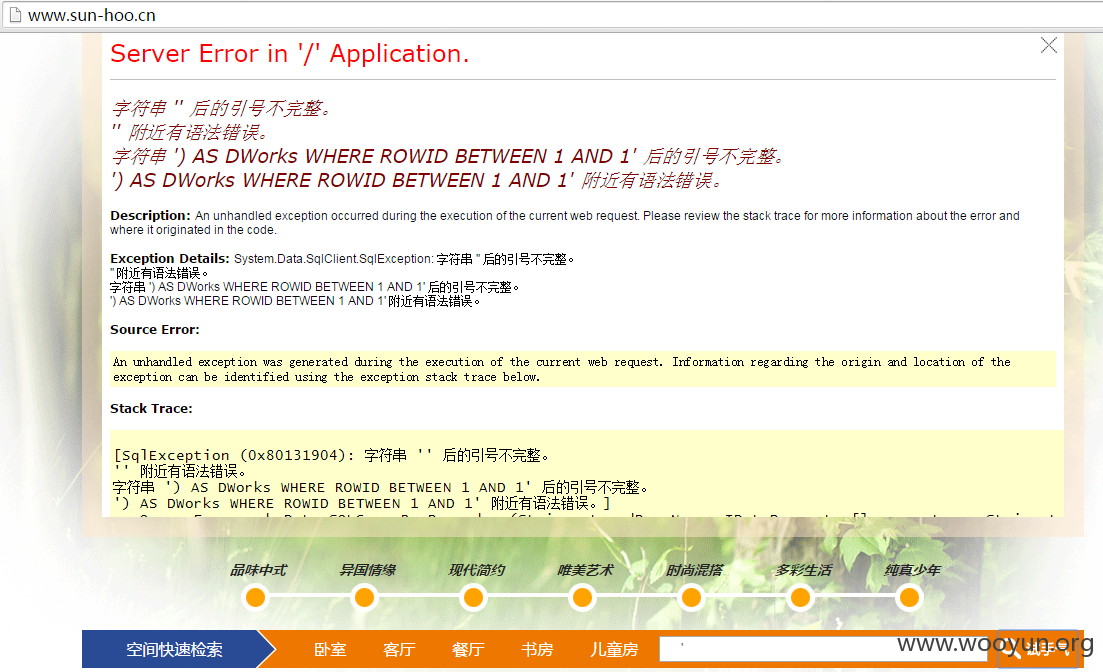 www.sun-hoo.cn
Server Error in '/' Application.
字符串 '' 后的引号不完整。
'' 附近有语法错误。
字符串 ') AS DWorks WHERE ROWID BETWEEN 1 AND 1' 后的引号不完整。
') AS DWorks WHERE ROWID BETWEEN 1 AND 1' 附近有语法错误。
Description: An unhandled exception occurred during the execution of the current web request. Please review the stack trace for more information about the error and
where it originated in the code.
Exception Details: System.Data.SqlClient.SqlException: 字符串 '' 后的引号不完整。
'' 附近有语法错误。
字符串 ') AS DWorks WHERE ROWID BETWEEN 1 AND 1' 后的引号不完整。
') AS DWorks WHERE ROWID BETWEEN 1 AND 1' 附近有语法错误。
Source Error:
An unhandled exception was generated during the execution of the current web request. Information regarding the origin and location of the
exception can be identified using the exception stack trace below.
Stack Trace:
[SqlException (0x80131904): 字符串 '' 后的引号不完整。
'' 附近有语法错误。
字符串 ') AS DWorks WHERE ROWID BETWEEN 1 AND 1' 后的引号不完整。
') AS DWorks WHERE ROWID BETWEEN 1 AND 1' 附近有语法错误。]
品味中式 异国情缘 现代简约 唯美艺术 时尚混搭 多彩生活 纯真少年
空间快速检索 卧室 客厅 餐厅 书房 儿童房 '
www.wooyun.org